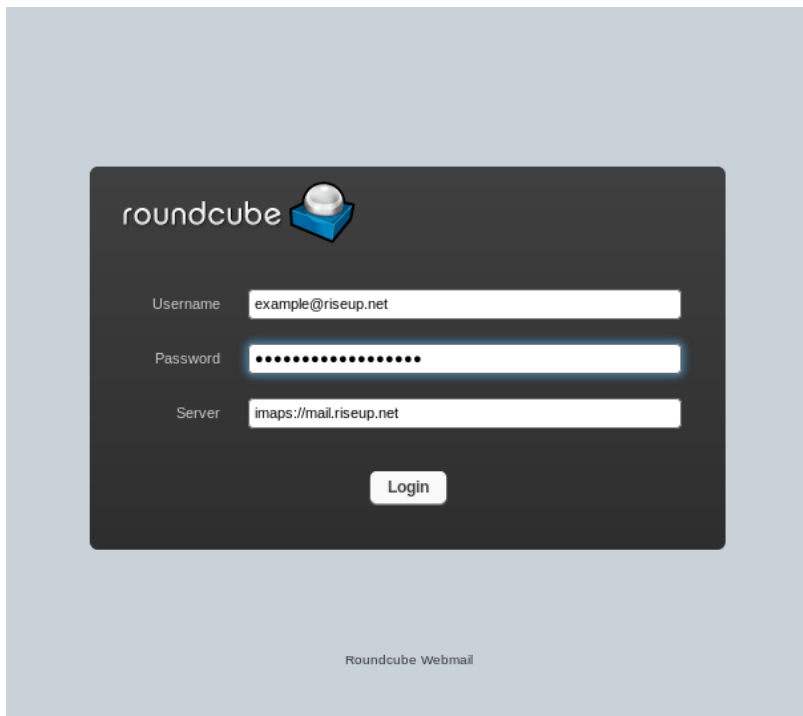 roundcube
Username example@riseup.net
Password ••••••••••••••••••
Server imaps://mail.riseup.net
Login
Roundcube Webmail